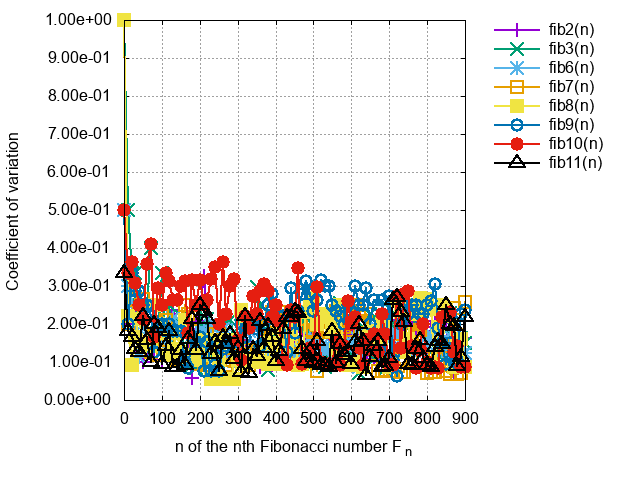 1.00e+00
9.00e-01
8.00e-01
7.00e-01
6.00e-01
5.00e-01
4.00e-01
3.00e-01
2.00e-01
1.00e-01
0.00e+00
Coefficient of variation
0 100 200 300 400 500 600 700 800 900
n of the nth Fibonacci number F n
fib2(n)
fib3(n)
fib6(n)
fib7(n)
fib8(n)
fib9(n)
fib10(n)
fib11(n)